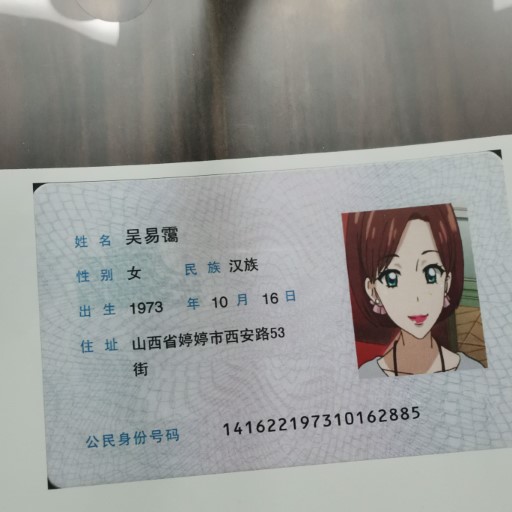 姓名 吴易霭
性别 女 民族 汉族
出生 1973 年 10 月 16 日
住址 山西省婷婷市西安路53
街
公民身份号码 141622197310162885